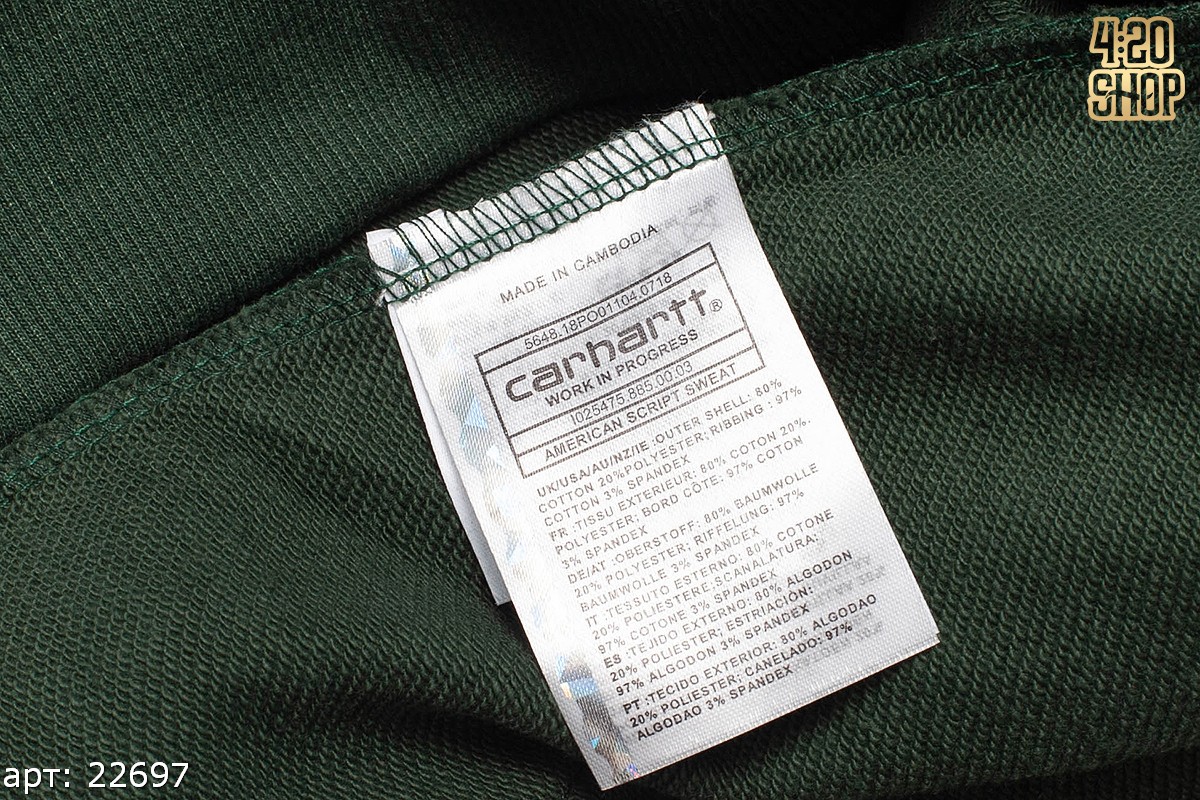 4:20
SHOP
MADE IN CAMBODIA
5648.18PO01104.0718
carhartt®
WORK IN PROGRESS
I025475.885.00.03
AMERICAN SCRIPT SWEAT
UK/USA/AU/NZ/IE :OUTER SHELL: 80%
COTTON 20%POLYESTER; RIBBING : 97%
COTTON 3% SPANDEX
FR :TISSU EXTERIEUR: 80% COTON 20%.
POLYESTER; BORD CÔTE: 97% COTON
3% SPANDEX
DE/AT :OBERSTOFF: 80% BAUMWOLLE
20% POLYESTER; RIFFELUNG: 97%
BAUMWOLLE 3% SPANDEX
IT :TESSUTO ESTERNO: 80% COTONE
20% POLIESTERE,SCANALATURA;
97% COTONE 3% SPANDEX
ES :TEJIDO EXTERNO: 80% ALGODON
20% POLIESTER; ESTRIACIÓN:
97% ALGODON 3% SPANDEX
PT :TECIDO EXTERIOR: 80% ALGODAO
20% POLIESTER; CANELADO: 97%
ALGODAO 3% SPANDEX
арт: 22697